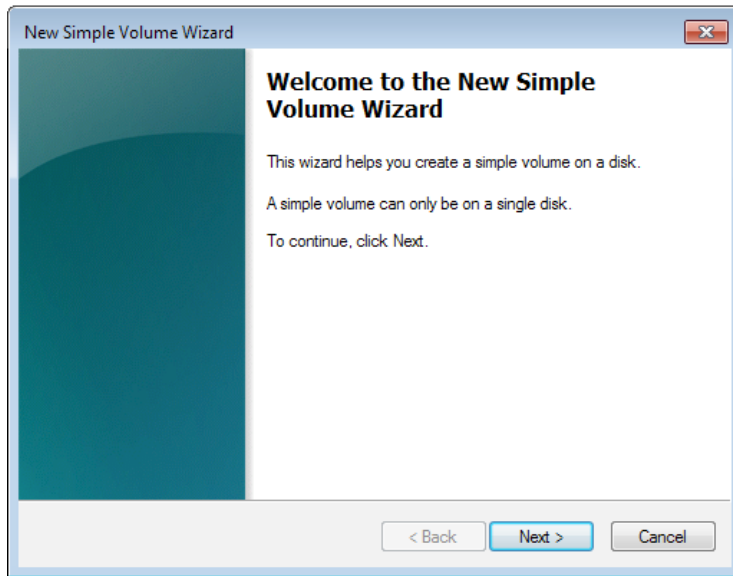 New Simple Volume Wizard
Welcome to the New Simple
Volume Wizard
This wizard helps you create a simple volume on a disk.
A simple volume can only be on a single disk.
To continue, click Next.
< Back
Next >
Cancel